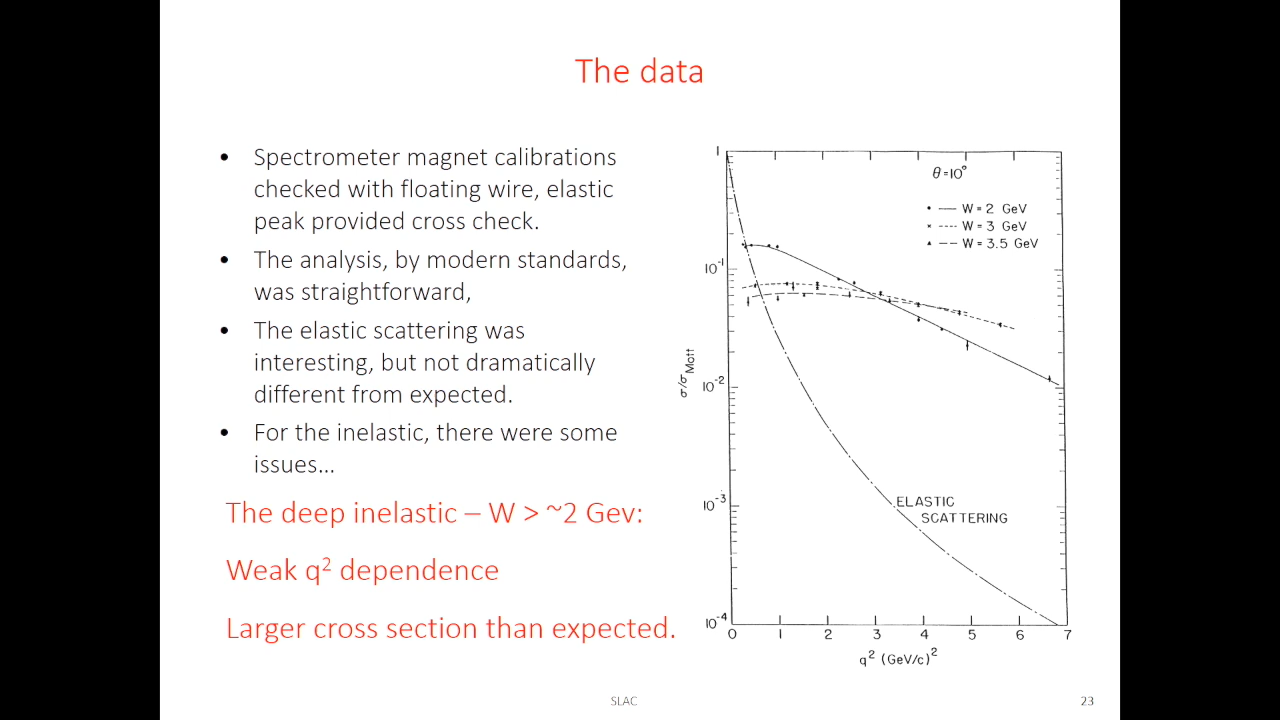 The data
• Spectrometer magnet calibrations
checked with floating wire, elastic
peak provided cross check.
• The analysis, by modern standards,
was straightforward,
• The elastic scattering was
interesting, but not dramatically
different from expected.
• For the inelastic, there were some
issues…
The deep inelastic – W > ~2 Gev:
Weak q² dependence
Larger cross section than expected.
θ=10°
W = 2 GeV
W = 3 GeV
W = 3.5 GeV
1
10⁻¹
10⁻²
10⁻³
10⁻⁴
σ/σMott
ELASTIC
SCATTERING
0 1 2 3 4 5 6 7
q² (GeV/c)²
SLAC
23